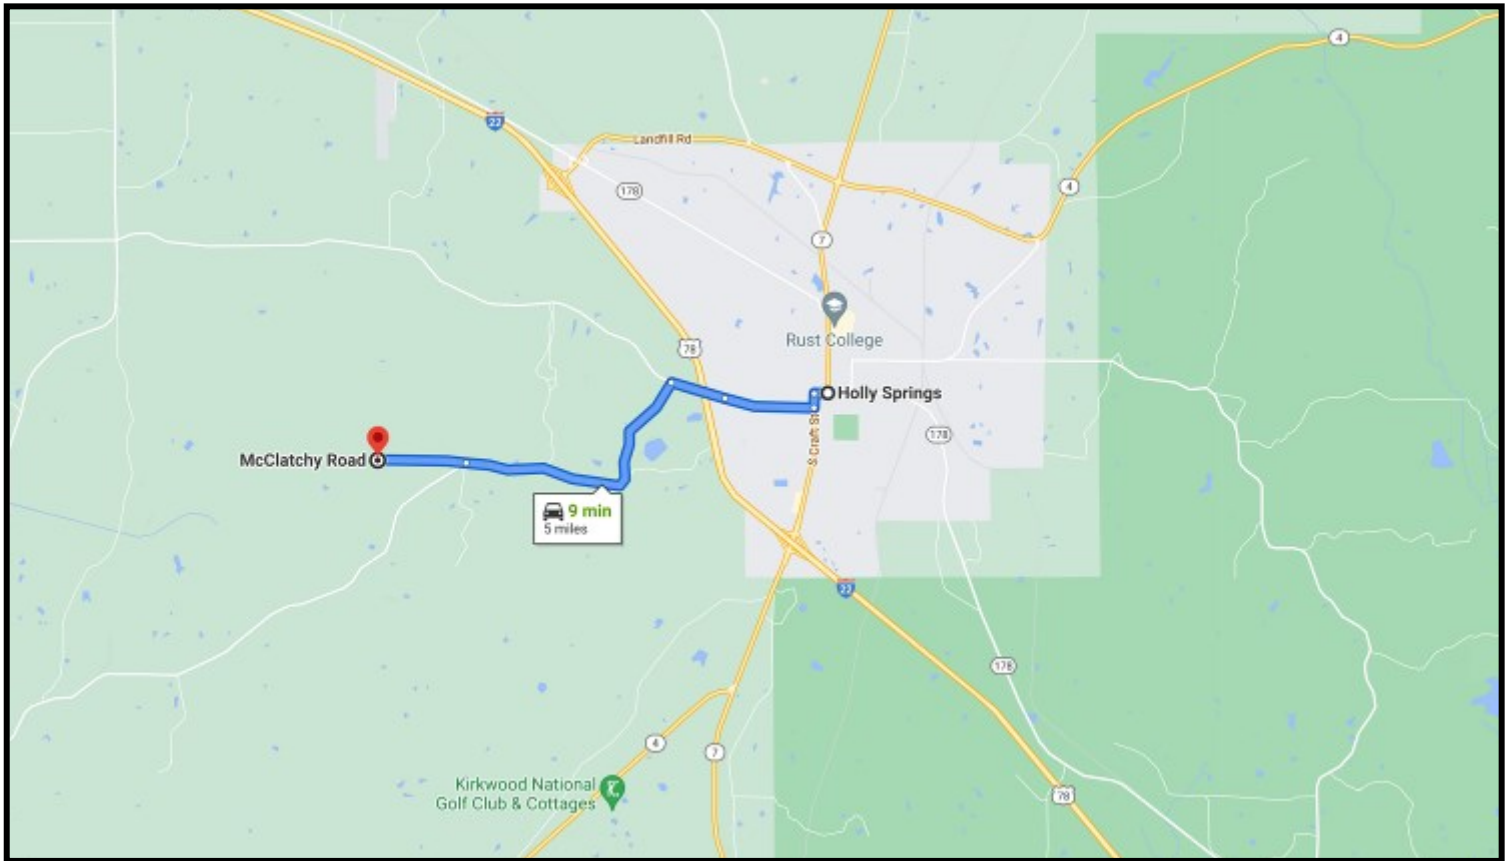 4
22
Landfill Rd
178
4
7
Rust College
78
Holly Springs
S Craft St
178
McClatchy Road
9 min
5 miles
22
178
4
7
Kirkwood National
Golf Club & Cottages
78